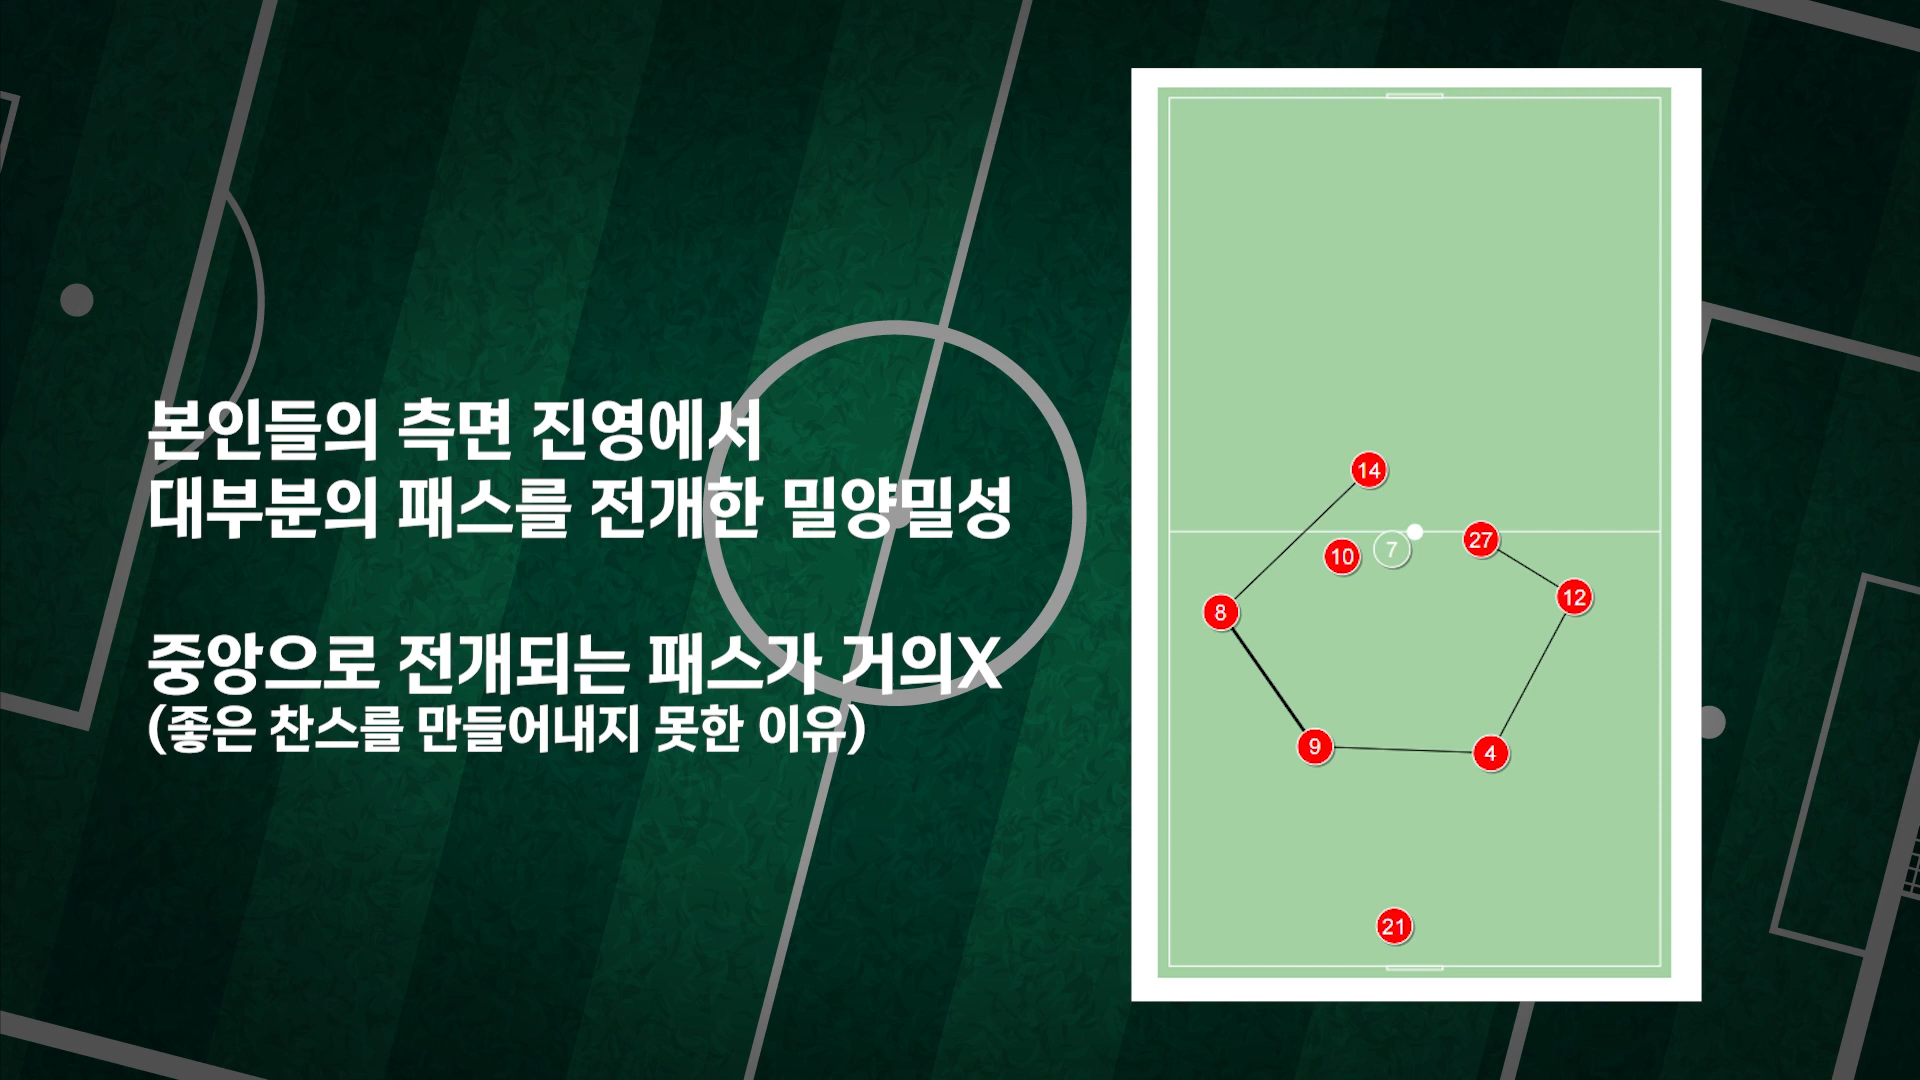 본인들의 측면 진영에서
대부분의 패스를 전개한 밀양밀성
중앙으로 전개되는 패스가 거의X
(좋은 찬스를 만들어내지 못한 이유)
14
27
7
10
12
8
9
4
21